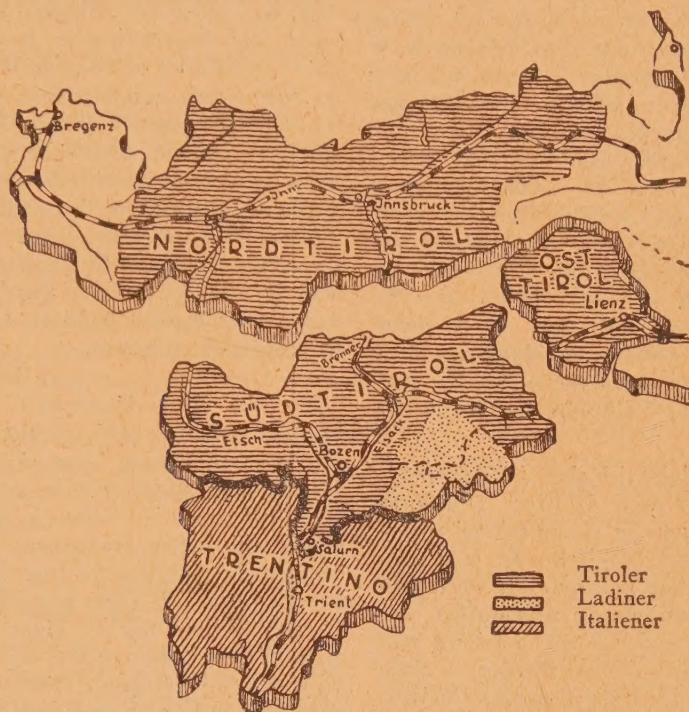 Bregenz
Inn
Innsbruck
NORDTIROL
OST
TIROL
Lienz
Brenner
SÜDTIROL
Etsch
Eisack
Bozen
Salurn
TRENTINO
Trient
Tiroler
Ladiner
Italiener